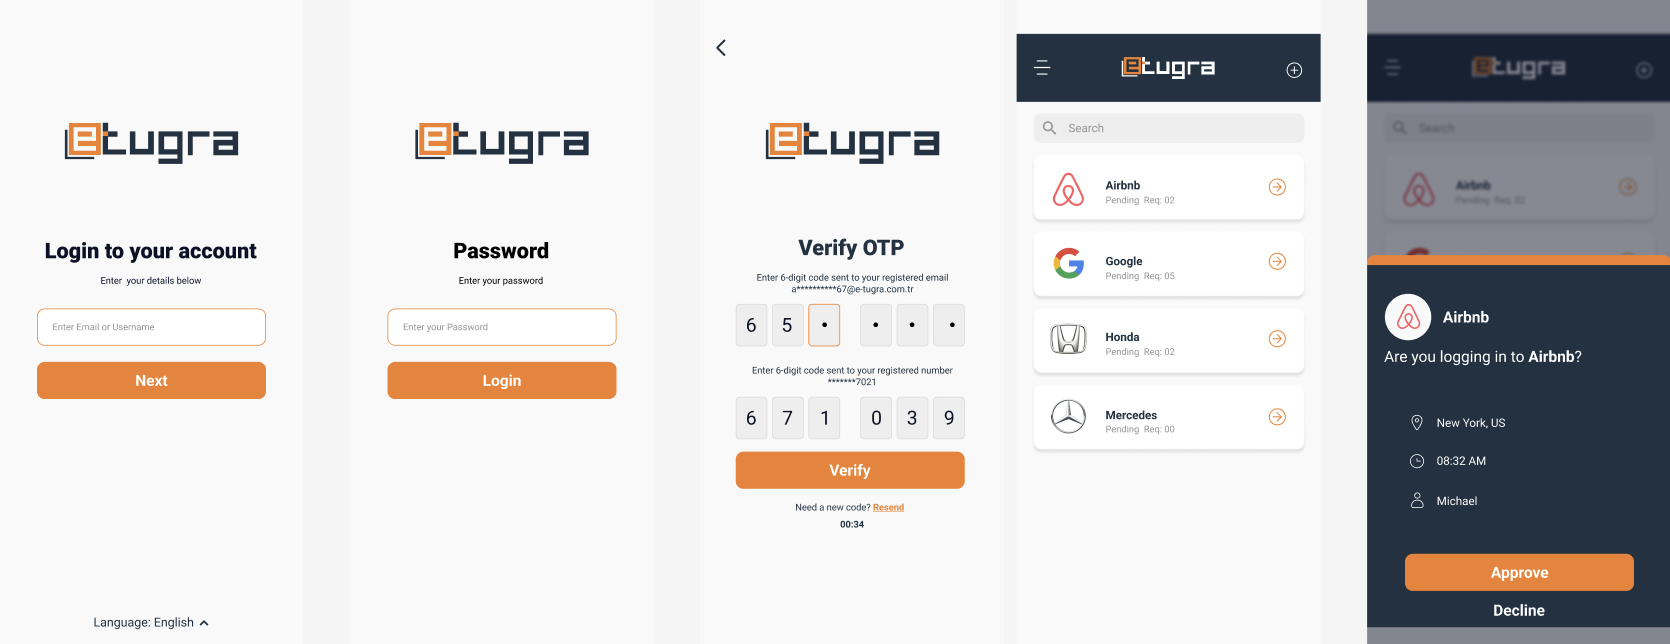 etugra
Login to your account
Enter your details below
Enter Email or Username
Next
Language: English
etugra
Password
Enter your password
Enter your Password
Login
etugra
Verify OTP
Enter 6-digit code sent to your registered email
a**********67@e-tugra.com.tr
6 5 • • • •
Enter 6-digit code sent to your registered number
*******7021
6 7 1 0 3 9
Verify
Need a new code? Resend
00:34
etugra
Search
Airbnb
Pending Req: 02
Google
Pending Req: 05
Honda
Pending Req: 02
Mercedes
Pending Req: 00
etugra
Search
Airbnb
Pending Req: 02
Airbnb
Are you logging in to Airbnb?
New York, US
08:32 AM
Michael
Approve
Decline